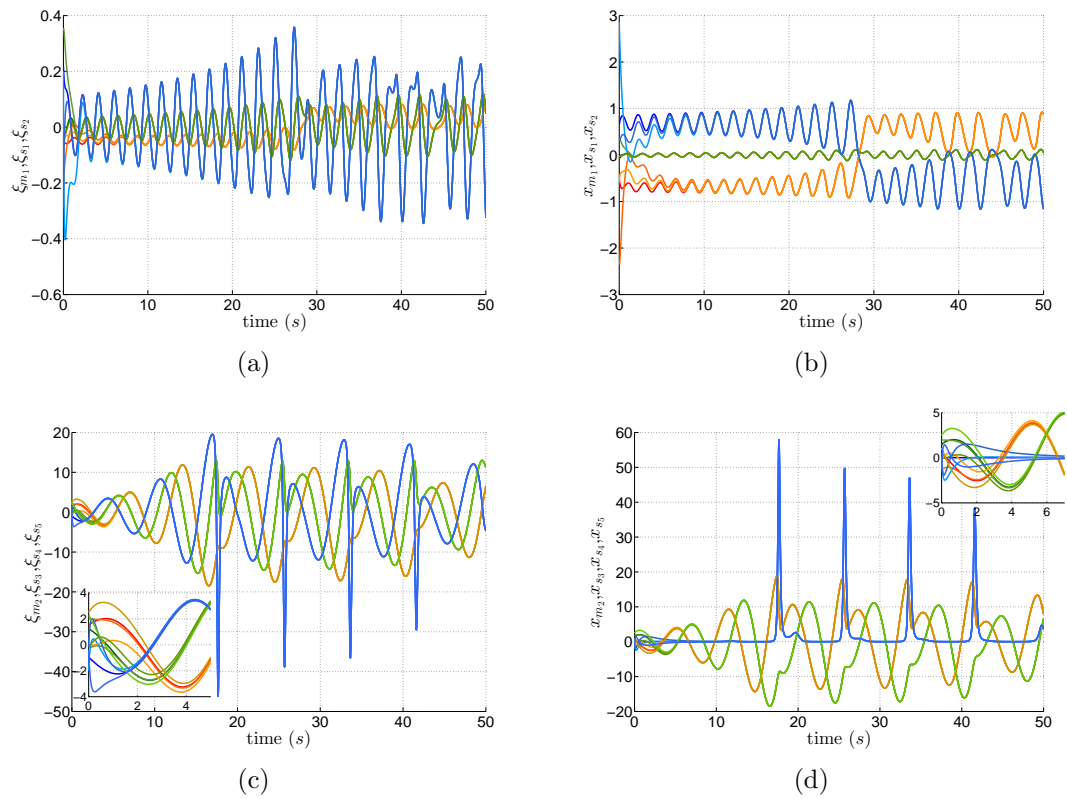 0.4
0.2
0
−0.2
−0.4
−0.6
ξm1,ξs1,ξs2
0 10 20 30 40 50
time (s)
(a)
3
2
1
0
−1
−2
−3
xm1,xs1,xs2
0 10 20 30 40 50
time (s)
(b)
20
10
0
−10
−20
−30
−40
−50
ξm2,ξs3,ξs4,ξs5
4
2
0
−2
−4
0 2 4
0 10 20 30 40 50
time (s)
(c)
60
50
40
30
20
10
0
−10
−20
xm2,xs3,xs4,xs5
5
0
−5
0 2 4 6
0 10 20 30 40 50
time (s)
(d)